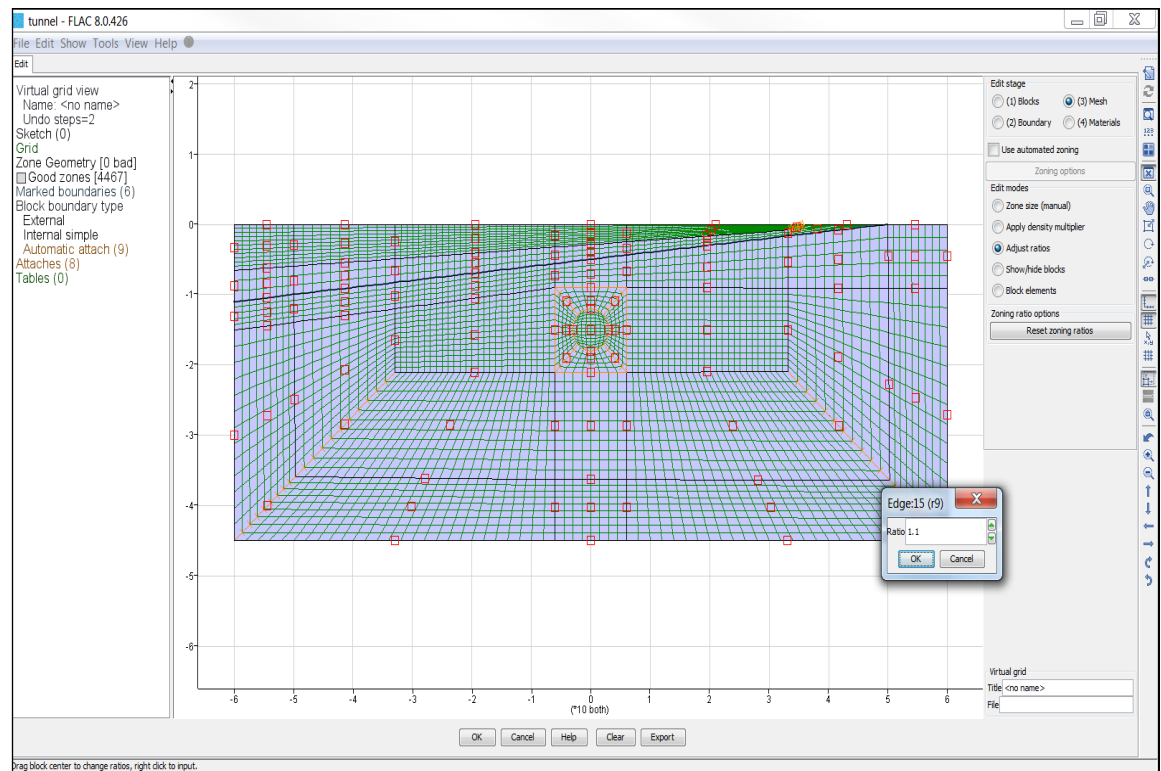 tunnel - FLAC 8.0.426
File Edit Show Tools View Help
Edit
Virtual grid view
Name: <no name>
Undo steps=2
Sketch (0)
Grid
Zone Geometry [0 bad]
Good zones [4467]
Marked boundaries (6)
Block boundary type
External
Internal simple
Automatic attach (9)
Attaches (8)
Tables (0)
2
1
0
-1
-2
-3
-4
-5
-6
-6 -5 -4 -3 -2 -1 0 1 2 3 4 5 6
(*10 both)
Edit stage
(1) Blocks (3) Mesh
(2) Boundary (4) Materials
Use automated zoning
Zoning options
Edit modes
Zone size (manual)
Apply density multiplier
Adjust ratios
Show/hide blocks
Block elements
Zoning ratio options
Reset zoning ratios
Edge:15 (r9)
Ratio 1.1
OK Cancel
Virtual grid
Title <no name>
File
OK Cancel Help Clear Export
Drag block center to change ratios, right click to input.
123
x,y